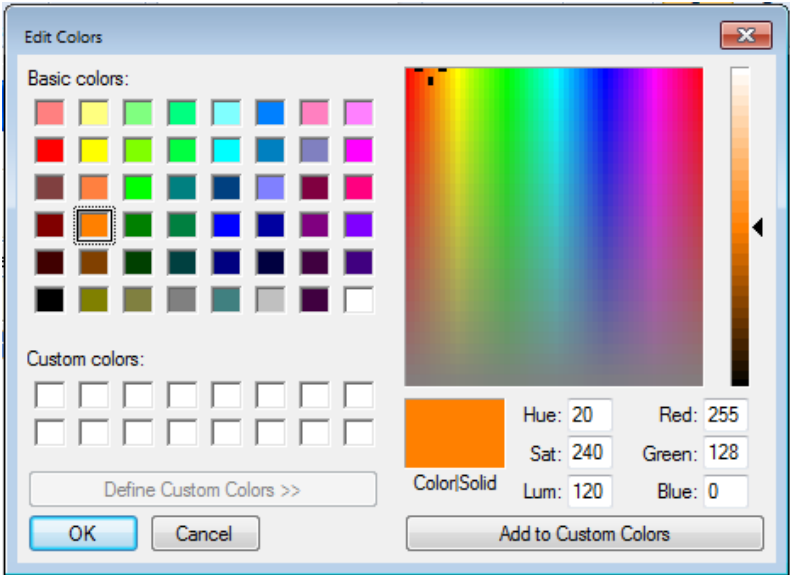 Edit Colors
Basic colors:
Custom colors:
Define Custom Colors >>
OK Cancel
Color|Solid
Hue: 20 Red: 255
Sat: 240 Green: 128
Lum: 120 Blue: 0
Add to Custom Colors